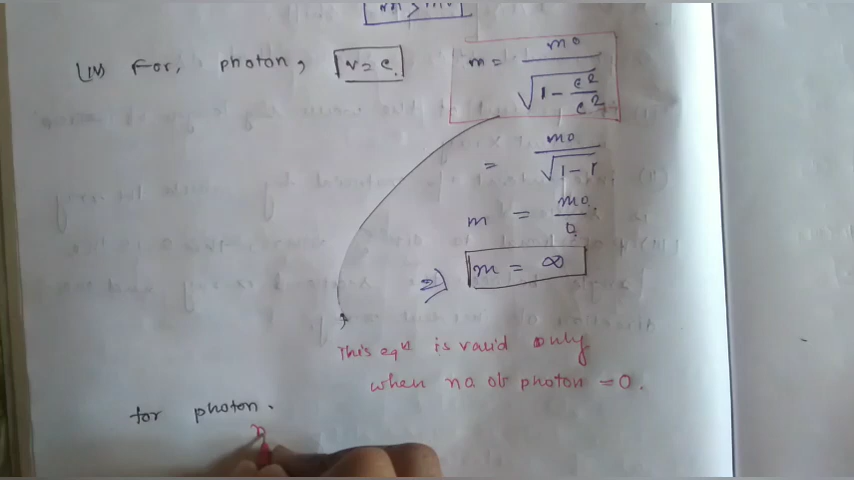 (iv) For, photon, v = c. m = m0 / √(1 - c²/c²)
= m0 / √(1 - 1)
m = m0 / 0
⇒ m = ∞
This eqn is valid only
when no of photon = 0.
for photon.